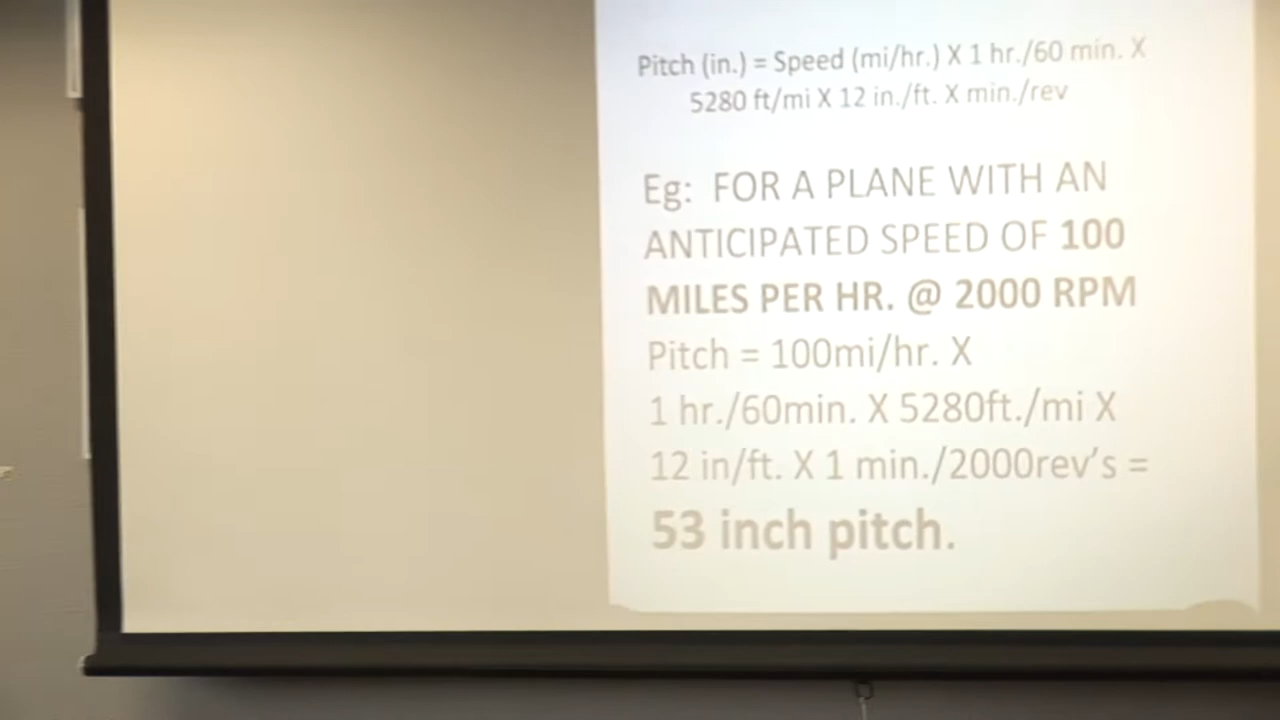 Pitch (in.) = Speed (mi/hr.) X 1 hr./60 min. X
5280 ft/mi X 12 in./ft. X min./rev
Eg: FOR A PLANE WITH AN
ANTICIPATED SPEED OF 100
MILES PER HR. @ 2000 RPM
Pitch = 100mi/hr. X
1 hr./60min. X 5280ft./mi X
12 in/ft. X 1 min./2000rev's =
53 inch pitch.